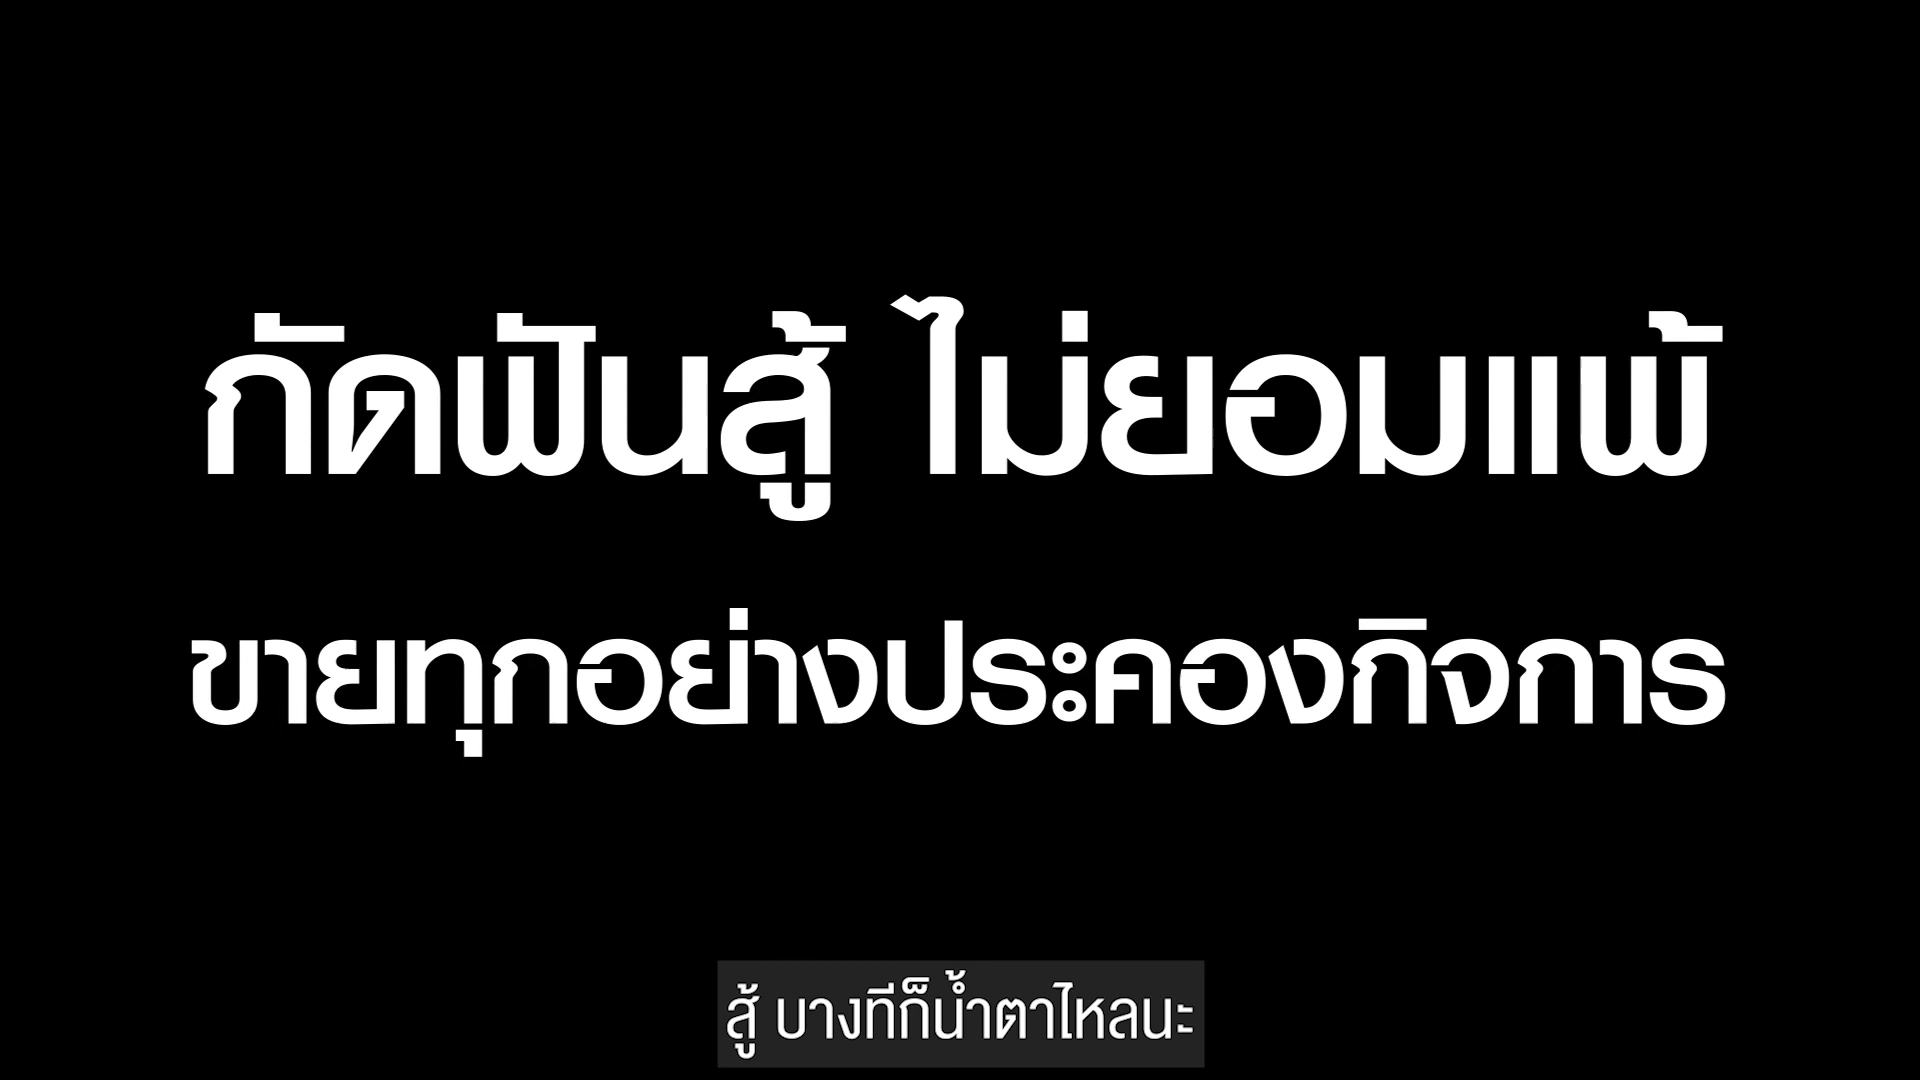 กัดฟันสู้ ไม่ยอมแพ้
ขายทุกอย่างประคองกิจการ
สู้ บางทีก็น้ำตาไหลนะ